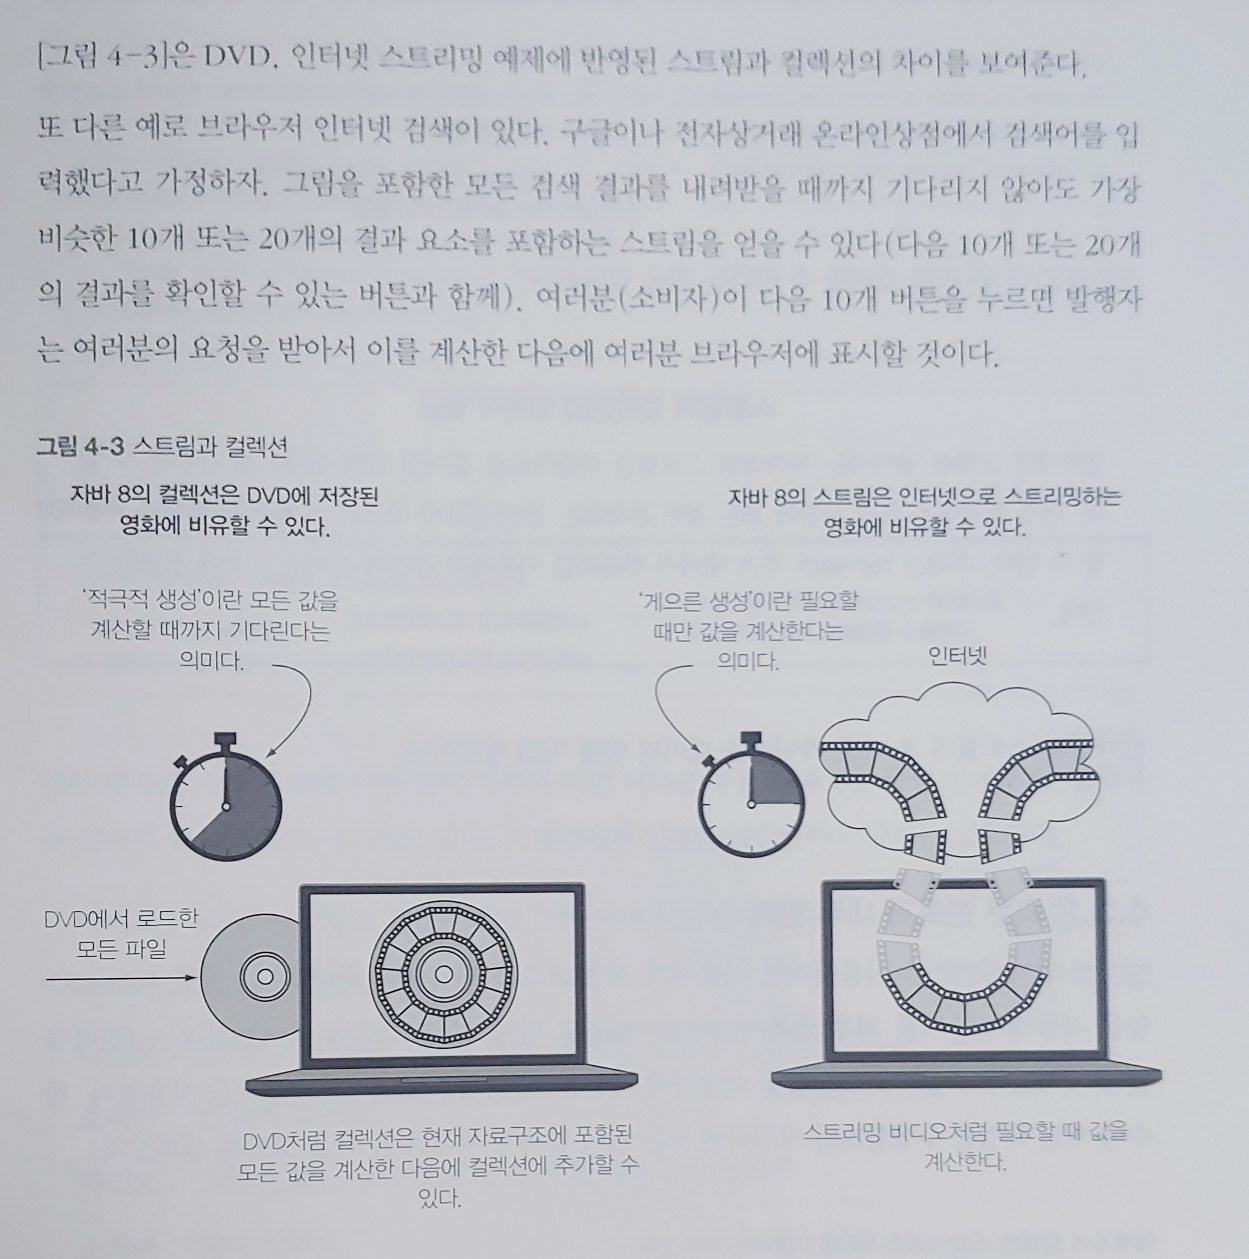 [그림 4-3]은 DVD, 인터넷 스트리밍 예제에 반영된 스트림과 컬렉션의 차이를 보여준다.
또 다른 예로 브라우저 인터넷 검색이 있다. 구글이나 전자상거래 온라인상점에서 검색어를 입
력했다고 가정하자. 그림을 포함한 모든 검색 결과를 내려받을 때까지 기다리지 않아도 가장
비슷한 10개 또는 20개의 결과 요소를 포함하는 스트림을 얻을 수 있다(다음 10개 또는 20개
의 결과를 확인할 수 있는 버튼과 함께). 여러분(소비자)이 다음 10개 버튼을 누르면 발행자
는 여러분의 요청을 받아서 이를 계산한 다음에 여러분 브라우저에 표시할 것이다.
그림 4-3 스트림과 컬렉션
자바 8의 컬렉션은 DVD에 저장된
영화에 비유할 수 있다.
'적극적 생성'이란 모든 값을
계산할 때까지 기다린다는
의미다.
DVD에서 로드한
모든 파일
DVD처럼 컬렉션은 현재 자료구조에 포함된
모든 값을 계산한 다음에 컬렉션에 추가할 수
있다.
자바 8의 스트림은 인터넷으로 스트리밍하는
영화에 비유할 수 있다.
'게으른 생성'이란 필요할
때만 값을 계산한다는
의미다.
인터넷
스트리밍 비디오처럼 필요할 때 값을
계산한다.